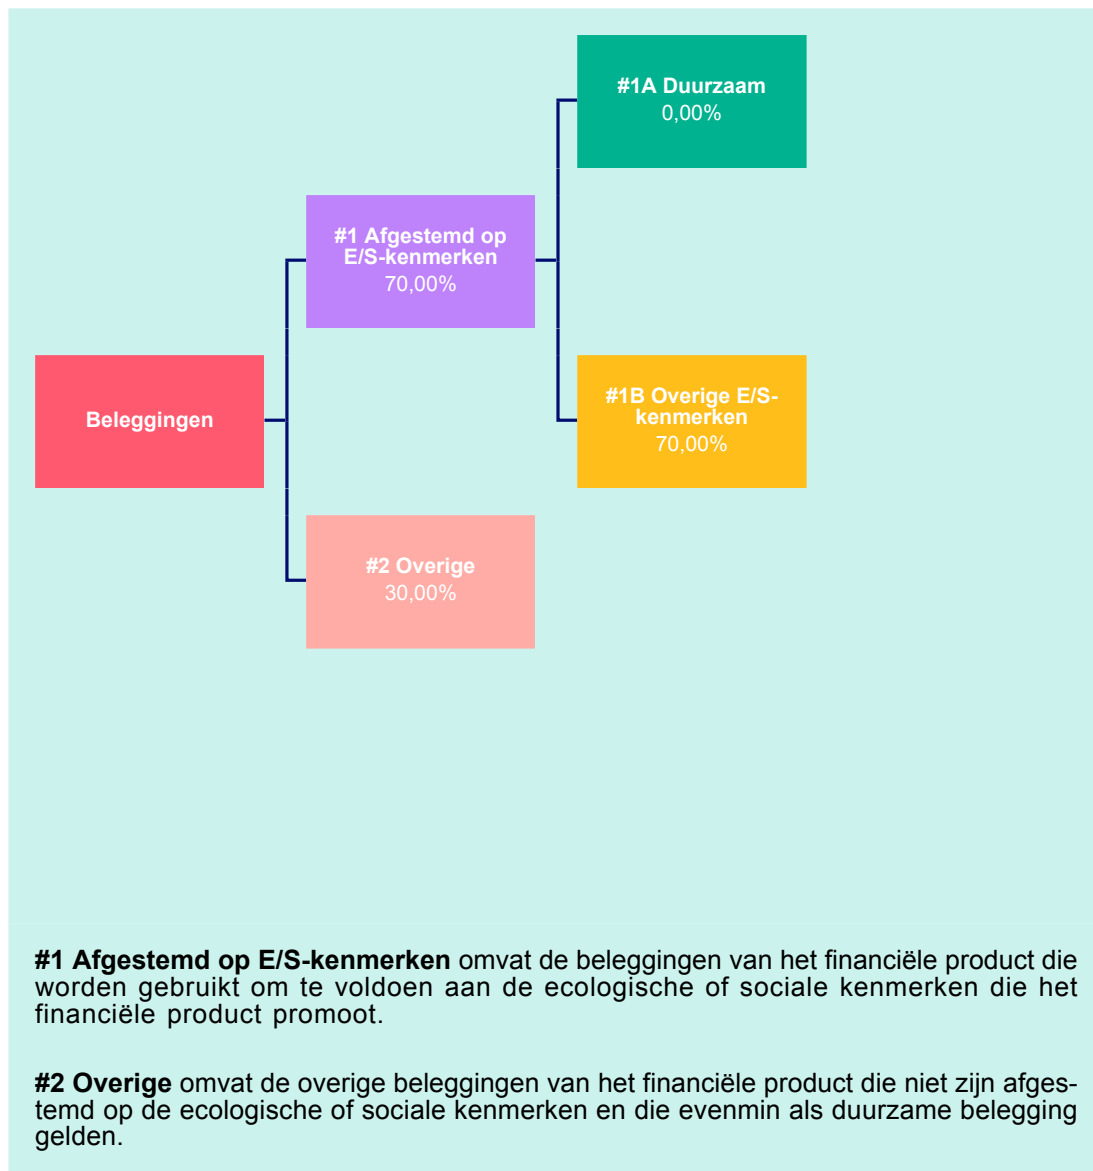 #1A Duurzaam
0,00%
#1 Afgestemd op
E/S-kenmerken
70,00%
Beleggingen
#1B Overige E/S-
kenmerken
70,00%
#2 Overige
30,00%
#1 Afgestemd op E/S-kenmerken omvat de beleggingen van het financiële product die
worden gebruikt om te voldoen aan de ecologische of sociale kenmerken die het
financiële product promoot.
#2 Overige omvat de overige beleggingen van het financiële product die niet zijn afges-
temd op de ecologische of sociale kenmerken en die evenmin als duurzame belegging
gelden.